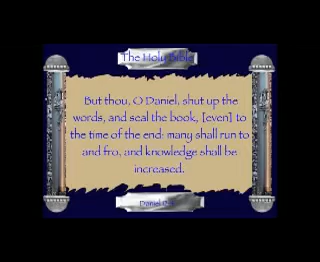 The Holy Bible
But thou, O Daniel, shut up the
words, and seal the book, [even] to
the time of the end: many shall run to
and fro, and knowledge shall be
increased.
Daniel